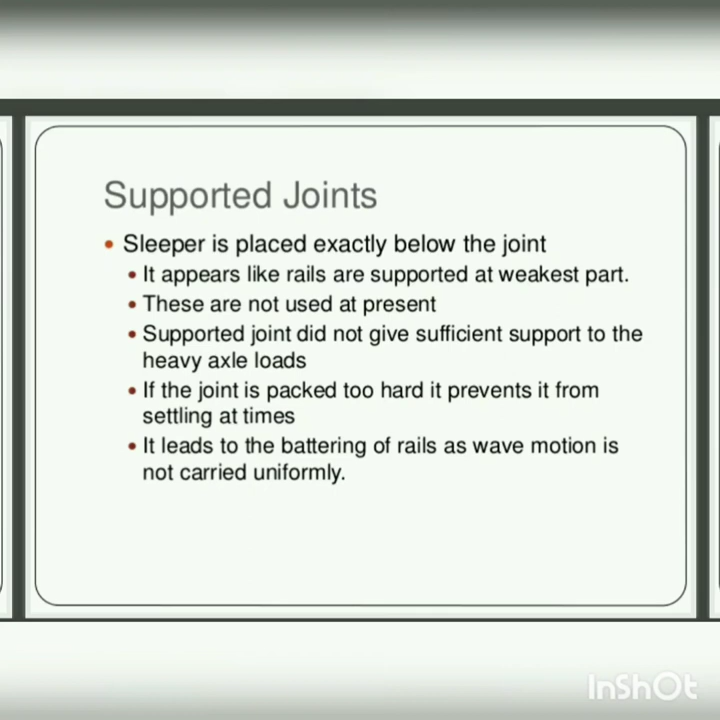 Supported Joints
• Sleeper is placed exactly below the joint
• It appears like rails are supported at weakest part.
• These are not used at present
• Supported joint did not give sufficient support to the
heavy axle loads
• If the joint is packed too hard it prevents it from
settling at times
• It leads to the battering of rails as wave motion is
not carried uniformly.
InShOt